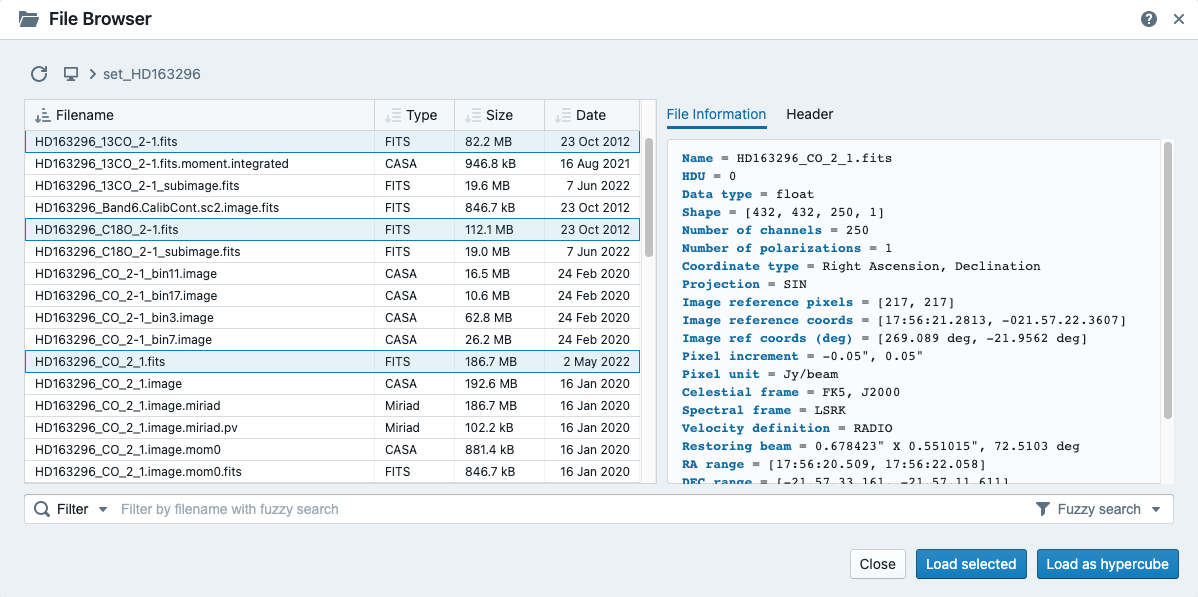 File Browser
set_HD163296
Filename Type Size Date
HD163296_13CO_2-1.fits FITS 82.2 MB 23 Oct 2012
HD163296_13CO_2-1.fits.moment.integrated CASA 946.8 kB 16 Aug 2021
HD163296_13CO_2-1_subimage.fits FITS 19.6 MB 7 Jun 2022
HD163296_Band6.CalibCont.sc2.image.fits FITS 846.7 kB 23 Oct 2012
HD163296_C18O_2-1.fits FITS 112.1 MB 23 Oct 2012
HD163296_C18O_2-1_subimage.fits FITS 19.0 MB 7 Jun 2022
HD163296_CO_2-1_bin11.image CASA 16.5 MB 24 Feb 2020
HD163296_CO_2-1_bin17.image CASA 10.6 MB 24 Feb 2020
HD163296_CO_2-1_bin3.image CASA 62.8 MB 24 Feb 2020
HD163296_CO_2-1_bin7.image CASA 26.2 MB 24 Feb 2020
HD163296_CO_2_1.fits FITS 186.7 MB 2 May 2022
HD163296_CO_2_1.image CASA 192.6 MB 16 Jan 2020
HD163296_CO_2_1.image.miriad Miriad 186.7 MB 16 Jan 2020
HD163296_CO_2_1.image.miriad.pv Miriad 102.2 kB 16 Jan 2020
HD163296_CO_2_1.image.mom0 CASA 881.4 kB 16 Jan 2020
HD163296_CO_2_1.image.mom0.fits FITS 846.7 kB 16 Jan 2020
File Information Header
Name = HD163296_CO_2_1.fits
HDU = 0
Data type = float
Shape = [432, 432, 250, 1]
Number of channels = 250
Number of polarizations = 1
Coordinate type = Right Ascension, Declination
Projection = SIN
Image reference pixels = [217, 217]
Image reference coords = [17:56:21.2813, -021.57.22.3607]
Image ref coords (deg) = [269.089 deg, -21.9562 deg]
Pixel increment = -0.05", 0.05"
Pixel unit = Jy/beam
Celestial frame = FK5, J2000
Spectral frame = LSRK
Velocity definition = RADIO
Restoring beam = 0.678423" X 0.551015", 72.5103 deg
RA range = [17:56:20.509, 17:56:22.058]
DEC range = [-21.57.33.161, -21.57.11.611]
Filter Filter by filename with fuzzy search Fuzzy search
Close Load selected Load as hypercube